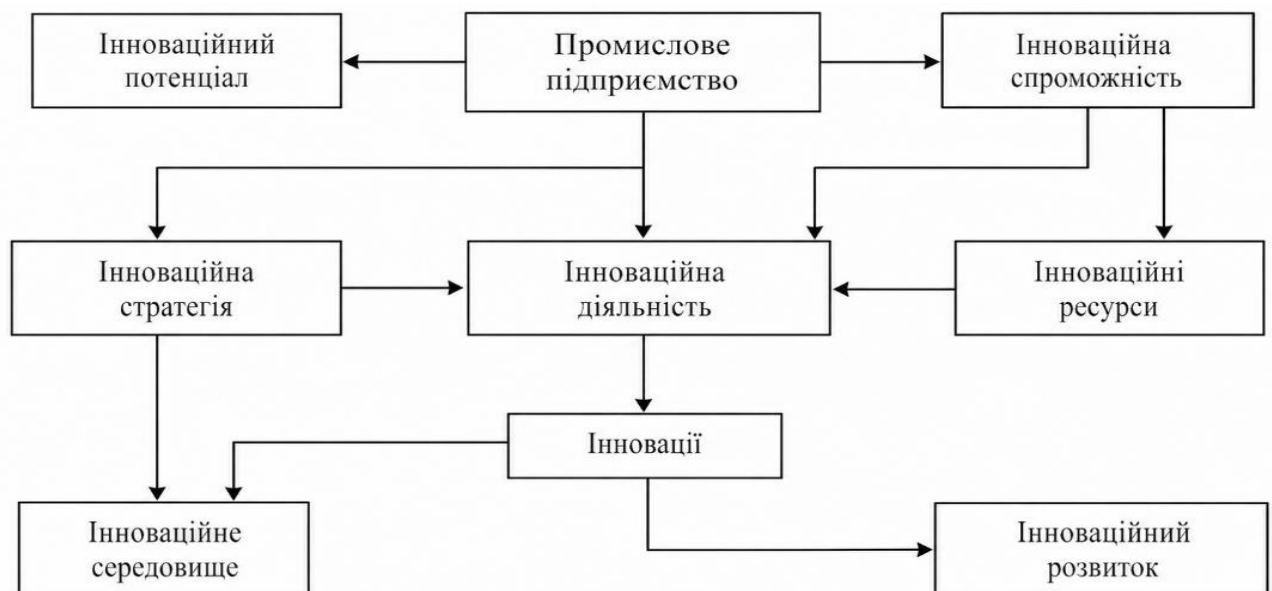 Інноваційний
потенціал
Промислове
підприємство
Інноваційна
спроможність
Інноваційна
стратегія
Інноваційна
діяльність
Інноваційні
ресурси
Інновації
Інноваційне
середовище
Інноваційний
розвиток